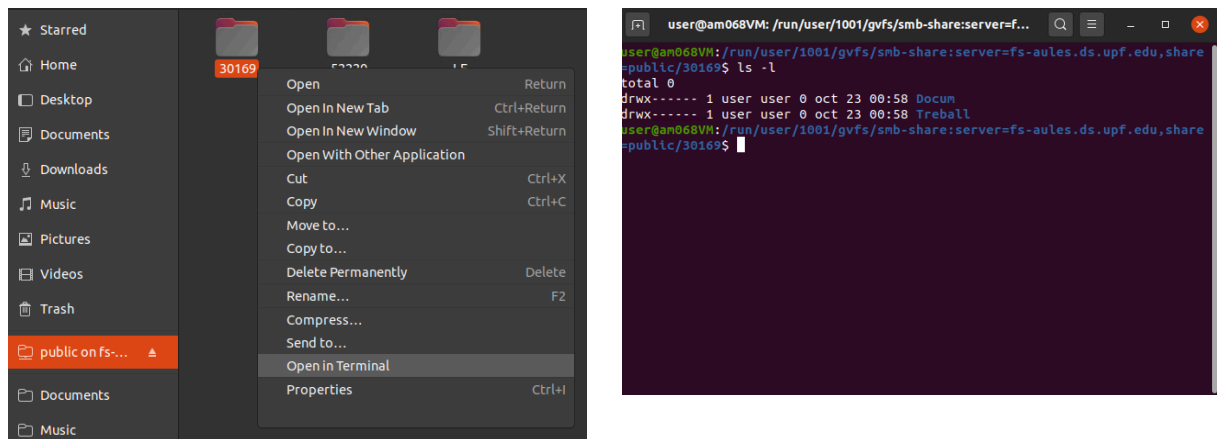 Starred
Home
Desktop
Documents
Downloads
Music
Pictures
Videos
Trash
public on fs-...
Documents
Music
30169
Open Return
Open In New Tab Ctrl+Return
Open In New Window Shift+Return
Open With Other Application
Cut Ctrl+X
Copy Ctrl+C
Move to...
Copy to...
Delete Permanently Delete
Rename... F2
Compress...
Send to...
Open in Terminal
Properties Ctrl+I
user@am068VM: /run/user/1001/gvfs/smb-share:server=f...
user@am068VM:/run/user/1001/gvfs/smb-share:server=fs-aules.ds.upf.edu,share
=public/30169$ ls -l
total 0
drwx------ 1 user user 0 oct 23 00:58 Docum
drwx------ 1 user user 0 oct 23 00:58 Treball
user@am068VM:/run/user/1001/gvfs/smb-share:server=fs-aules.ds.upf.edu,share
=public/30169$